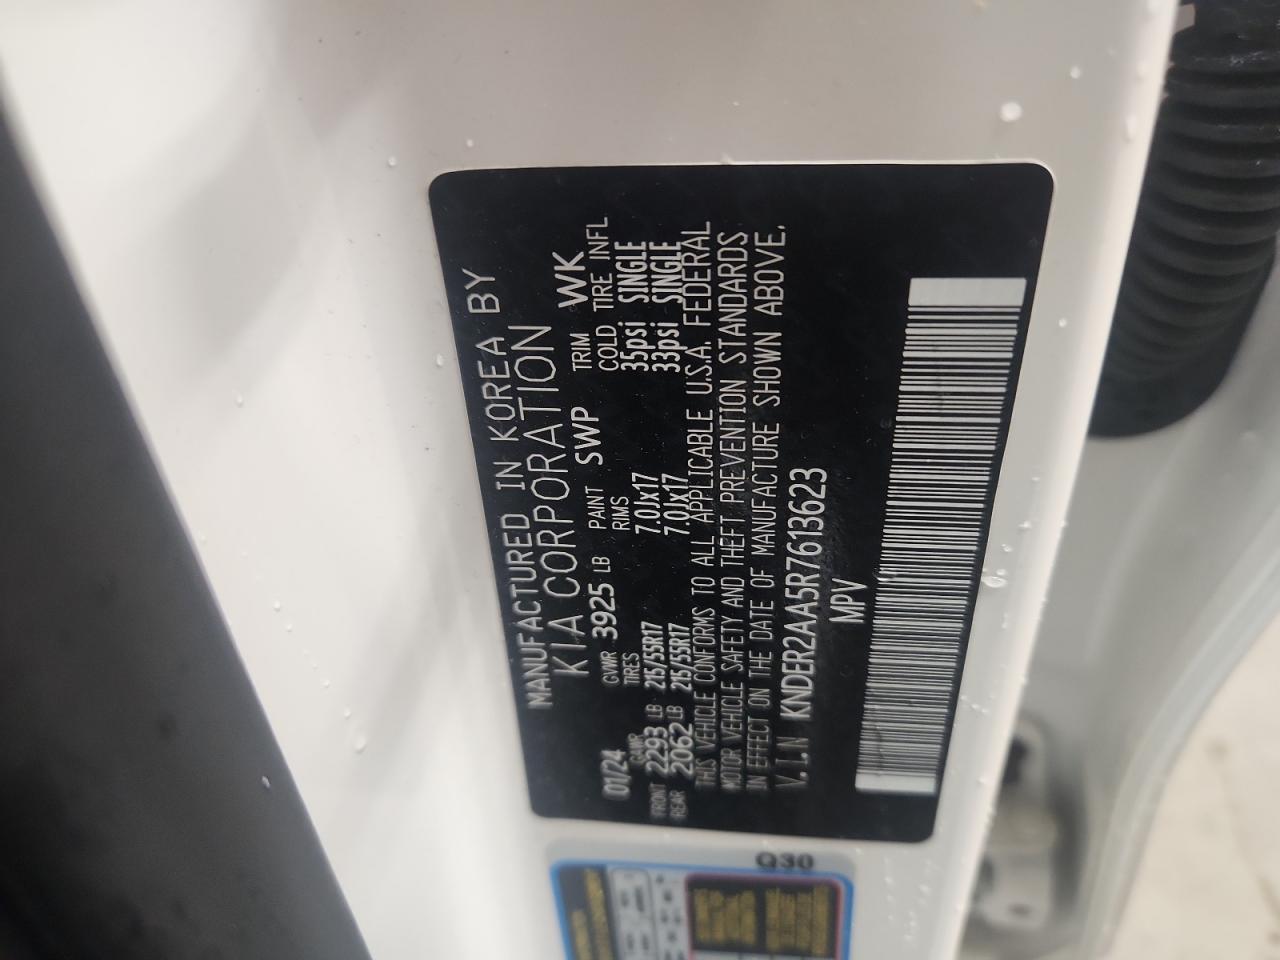 MANUFACTURED IN KOREA BY
KIA CORPORATION
01/24 GVWR 3925 LB PAINT SWP TRIM WK
GAWR TIRES RIMS COLD TIRE INFL
FRONT 2293 LB 215/55R17 7.0Jx17 35psi SINGLE
REAR 2062 LB 215/55R17 7.0Jx17 33psi SINGLE
THIS VEHICLE CONFORMS TO ALL APPLICABLE U.S.A. FEDERAL
MOTOR VEHICLE SAFETY AND THEFT PREVENTION STANDARDS
IN EFFECT ON THE DATE OF MANUFACTURE SHOWN ABOVE.
V.I.N KNDER2AA5R7613623
MPV
Q30